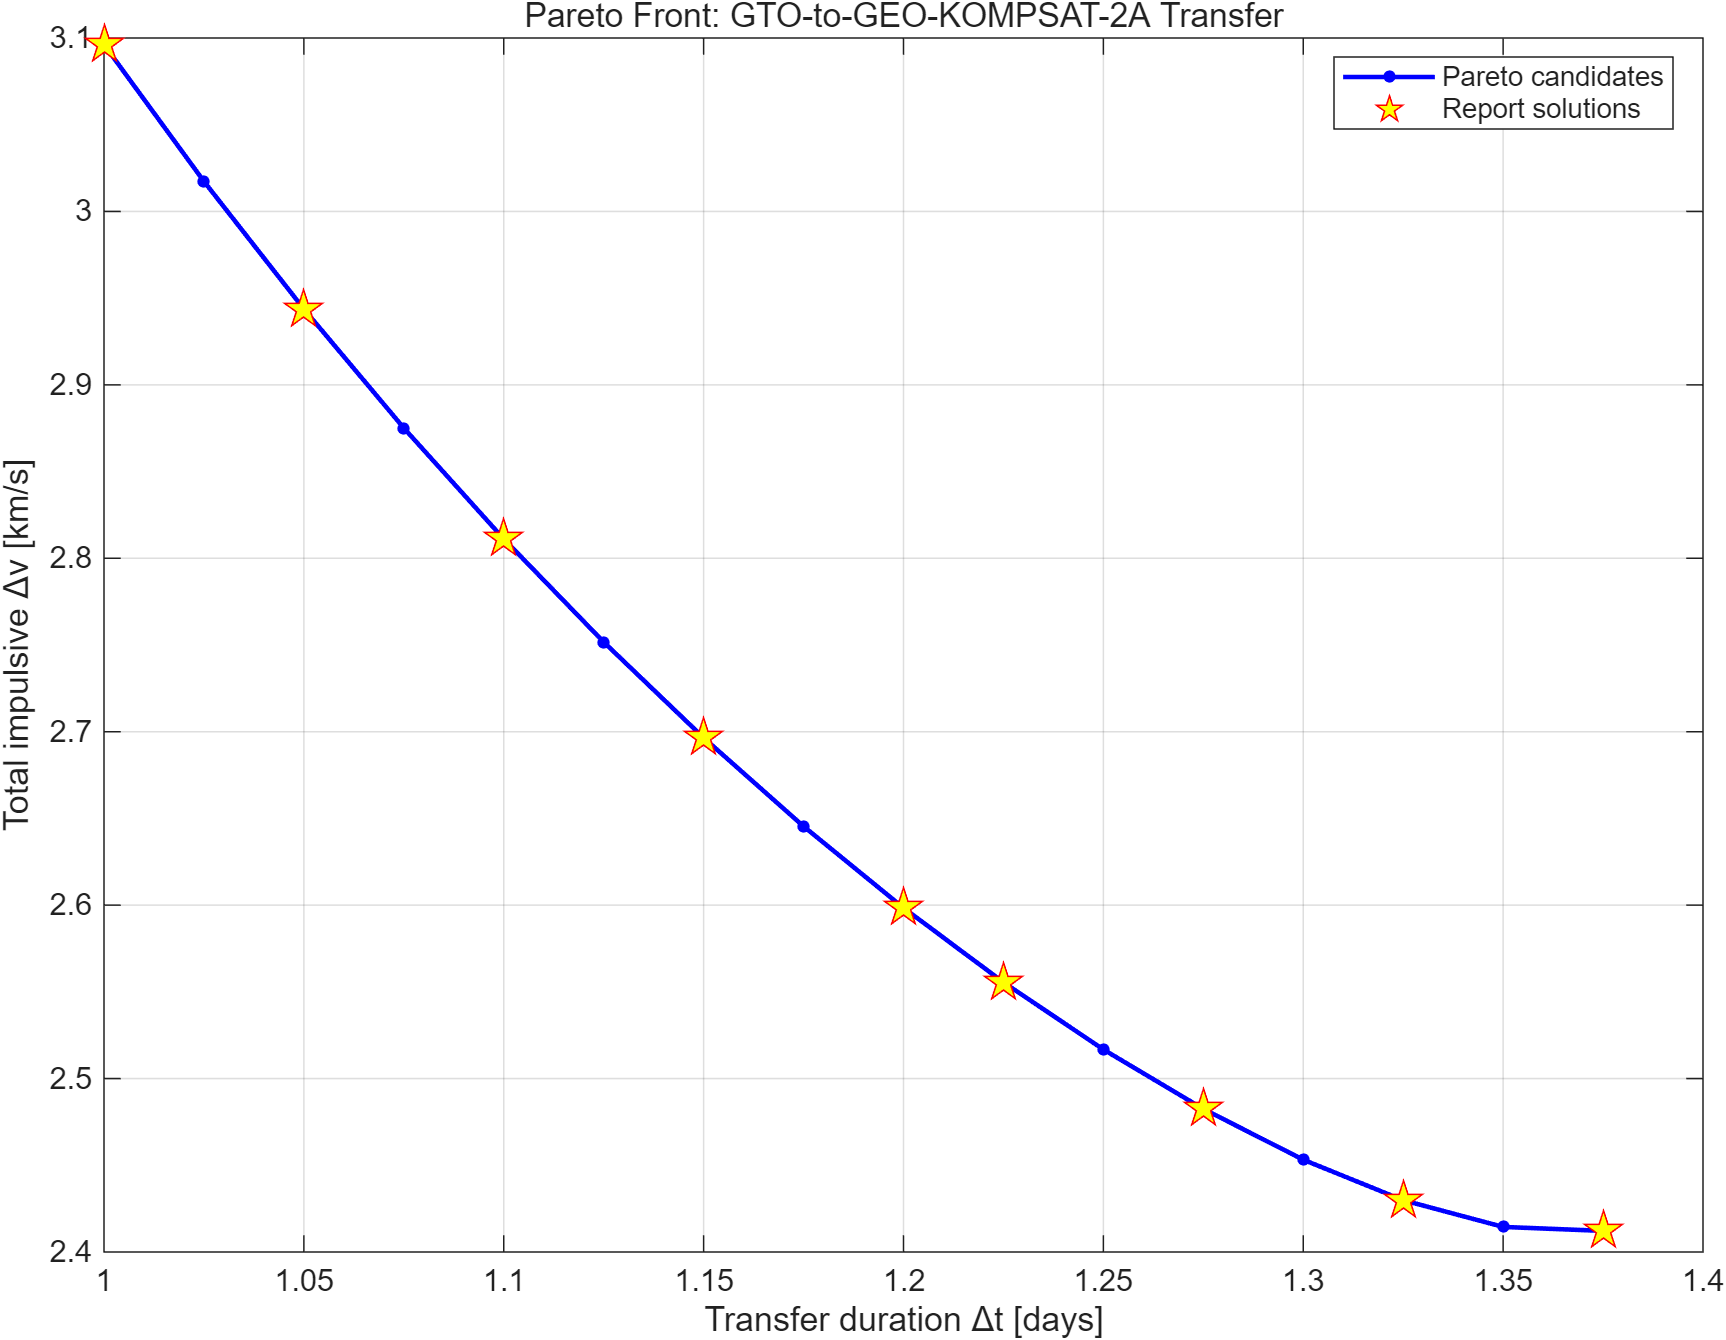 Pareto Front: GTO-to-GEO-KOMPSAT-2A Transfer
Pareto candidates
Report solutions
Total impulsive Δv [km/s]
3.1
3
2.9
2.8
2.7
2.6
2.5
2.4
1 1.05 1.1 1.15 1.2 1.25 1.3 1.35 1.4
Transfer duration Δt [days]